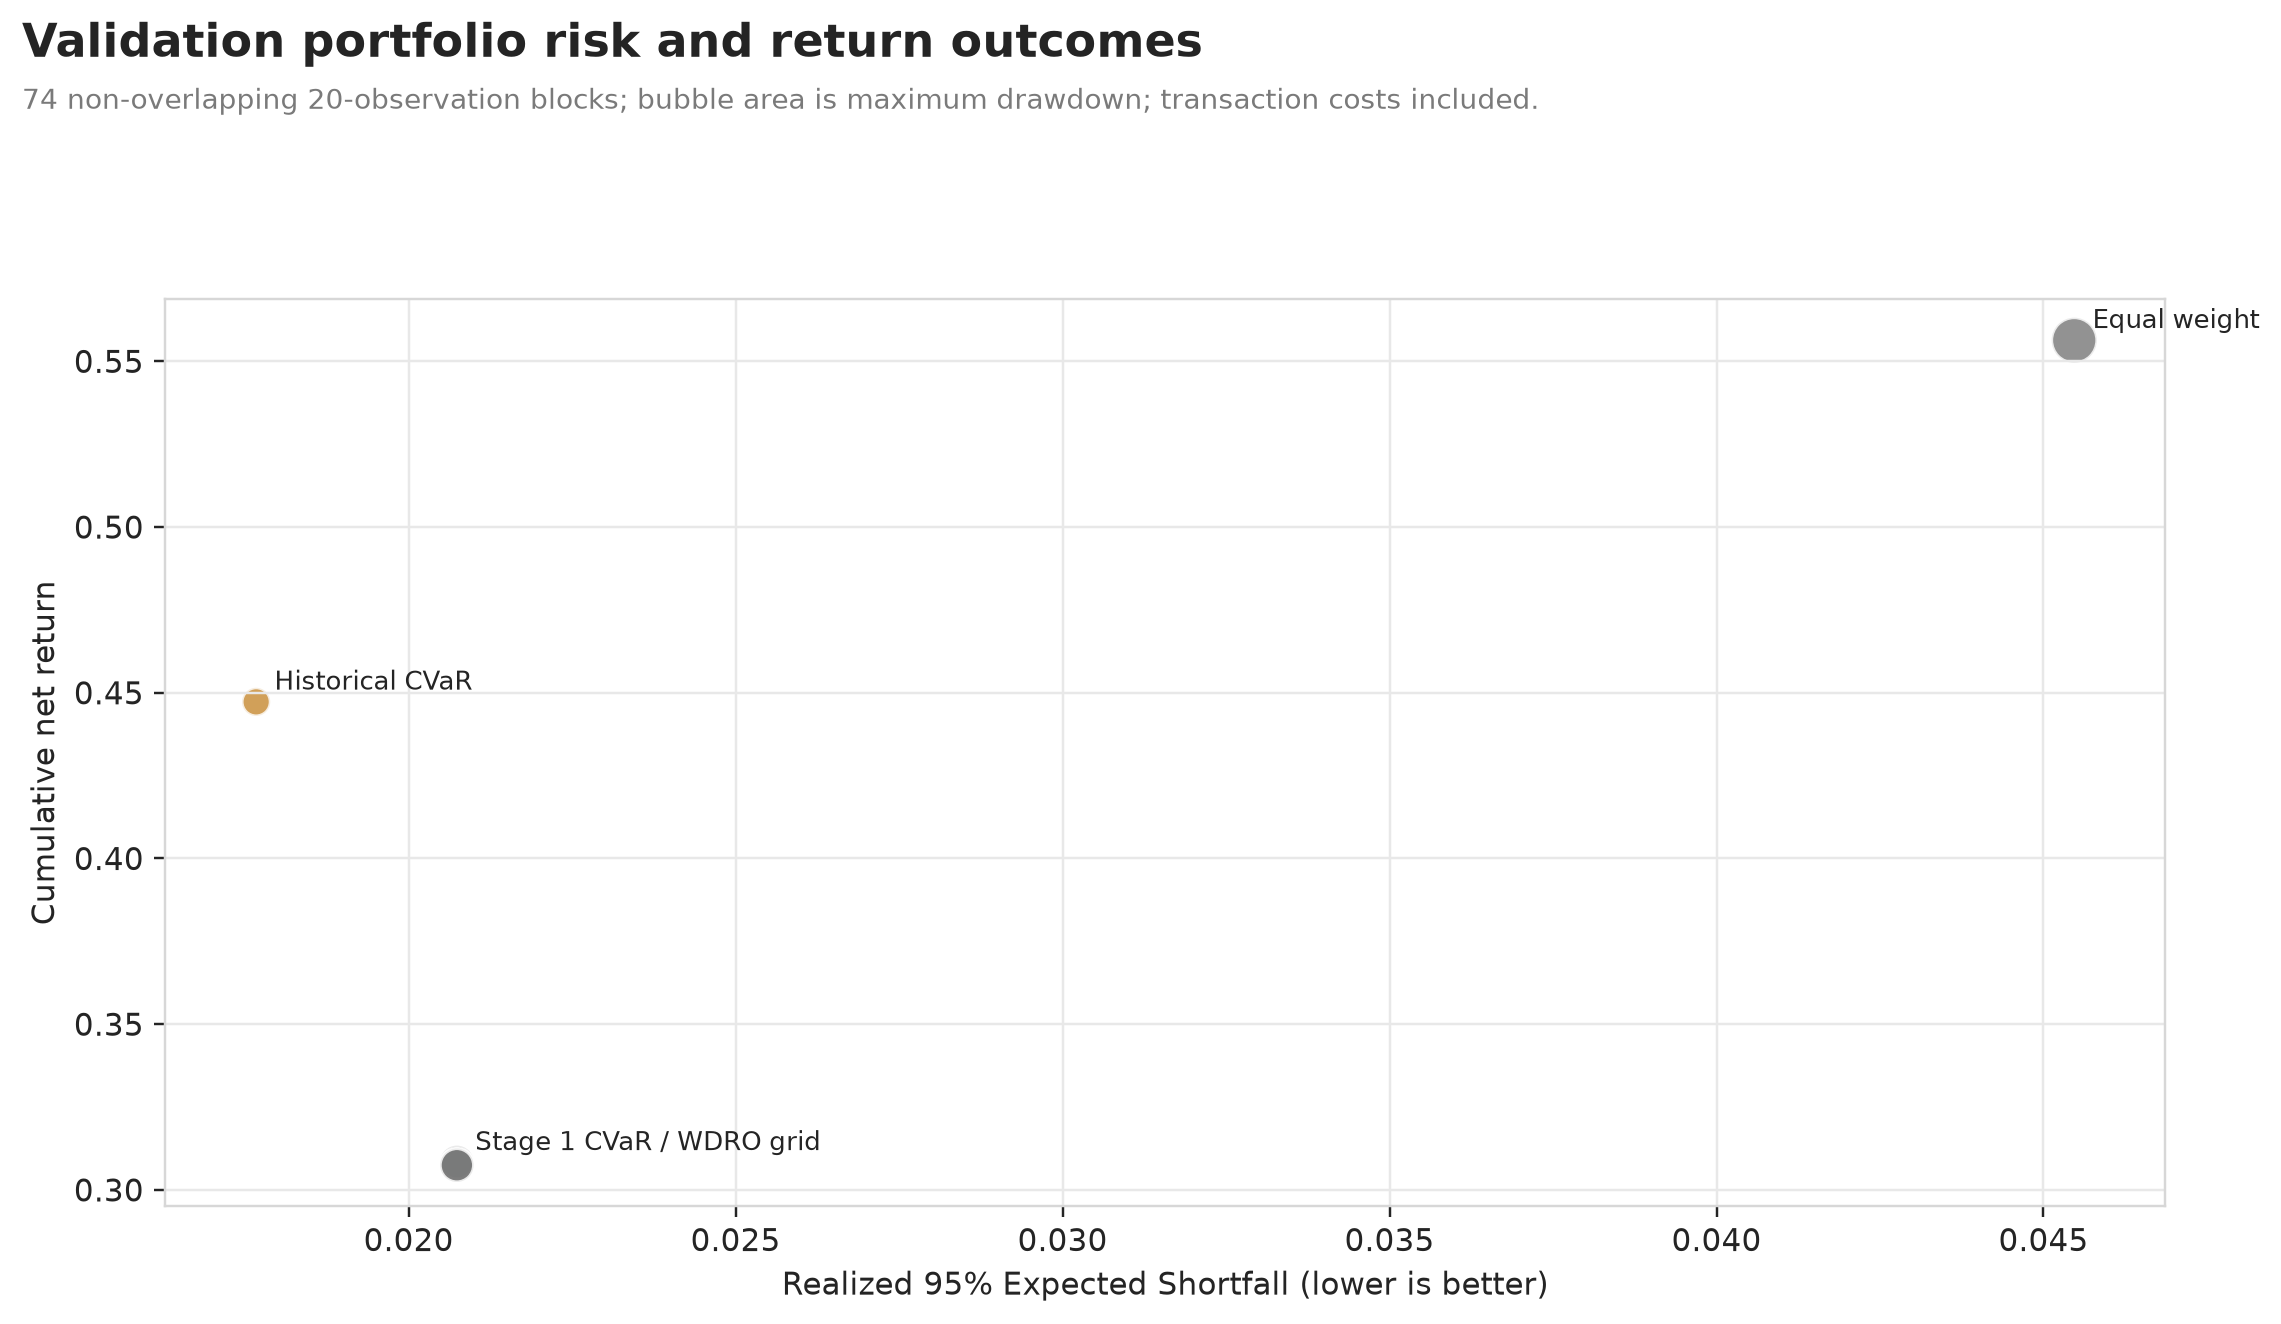 Validation portfolio risk and return outcomes
74 non-overlapping 20-observation blocks; bubble area is maximum drawdown; transaction costs included.
Equal weight
0.55
0.50
Historical CVaR
0.45
0.40
0.35
Stage 1 CVaR / WDRO grid
0.30
Cumulative net return
0.020
0.025
0.030
0.035
0.040
0.045
Realized 95% Expected Shortfall (lower is better)